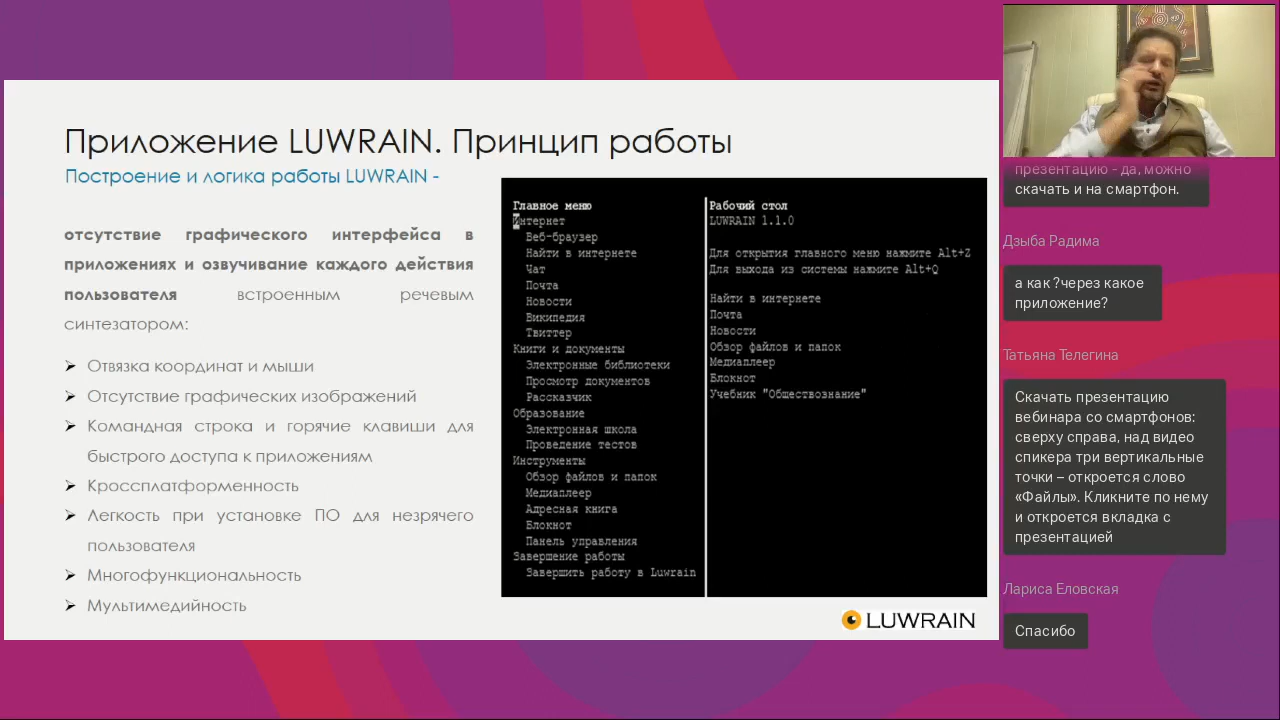 Приложение LUWRAIN. Принцип работы
Построение и логика работы LUWRAIN -
отсутствие графического интерфейса в
приложениях и озвучивание каждого действия
пользователя встроенным речевым
синтезатором:
➤ Отвязка координат и мыши
➤ Отсутствие графических изображений
➤ Командная строка и горячие клавиши для
быстрого доступа к приложениям
➤ Кроссплатформенность
➤ Легкость при установке ПО для незрячего
пользователя
➤ Многофункциональность
➤ Мультимедийность
Главное меню
Интернет
Веб-браузер
Найти в интернете
Чат
Почта
Новости
Википедия
Твиттер
Книги и документы
Электронные библиотеки
Просмотр документов
Рассказчик
Образование
Электронная школа
Проведение тестов
Инструменты
Обзор файлов и папок
Медиаплеер
Адресная книга
Блокнот
Панель управления
Завершение работы
Завершить работу в Luwrain
Рабочий стол
LUWRAIN 1.1.0
Для открытия главного меню нажмите Alt+Z
Для выхода из системы нажмите Alt+Q
Найти в интернете
Почта
Новости
Обзор файлов и папок
Медиаплеер
Блокнот
Учебник "Обществознание"
LUWRAIN
презентацию - да, можно
скачать и на смартфон.
Дзыба Радима
а как ?через какое
приложение?
Татьяна Телегина
Скачать презентацию
вебинара со смартфонов:
сверху справа, над видео
спикера три вертикальные
точки – откроется слово
«Файлы». Кликните по нему
и откроется вкладка с
презентацией
Лариса Еловская
Спасибо